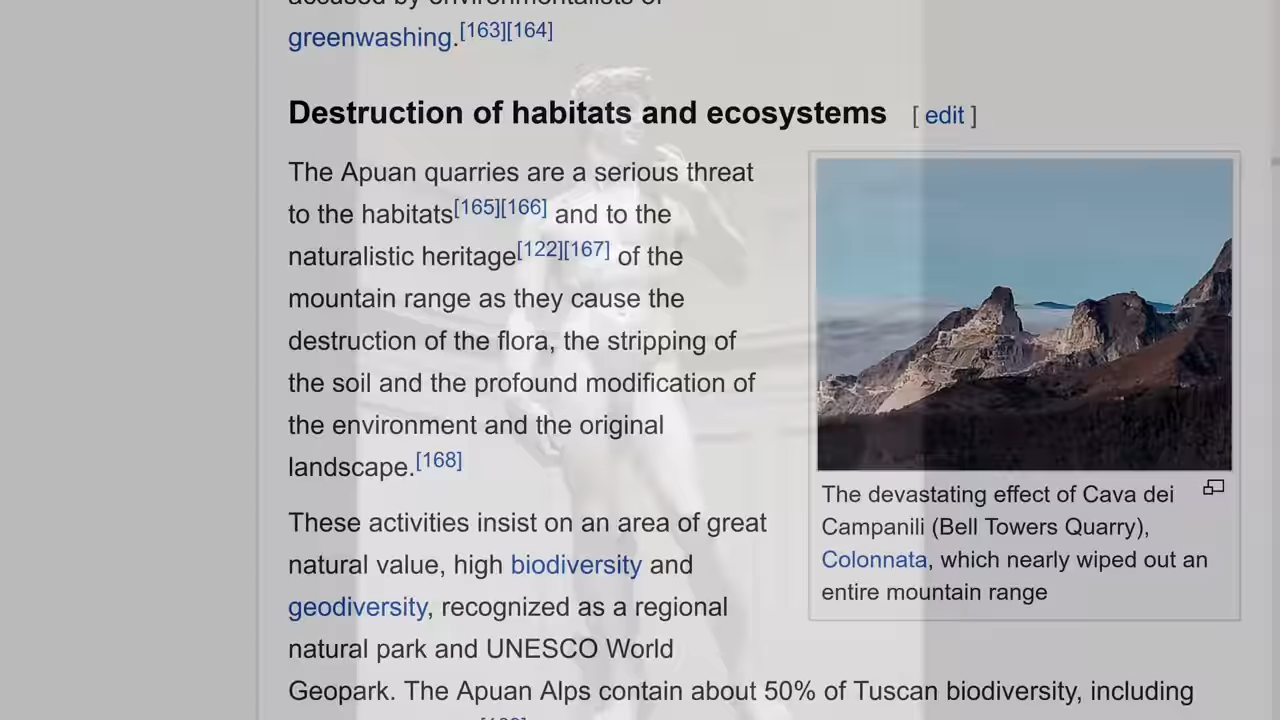 accused by environmentalists of
greenwashing.[163][164]
Destruction of habitats and ecosystems [ edit ]
The Apuan quarries are a serious threat
to the habitats[165][166] and to the
naturalistic heritage[122][167] of the
mountain range as they cause the
destruction of the flora, the stripping of
the soil and the profound modification of
the environment and the original
landscape.[168]
The devastating effect of Cava dei
Campanili (Bell Towers Quarry),
Colonnata, which nearly wiped out an
entire mountain range
These activities insist on an area of great
natural value, high biodiversity and
geodiversity, recognized as a regional
natural park and UNESCO World
Geopark. The Apuan Alps contain about 50% of Tuscan biodiversity, including